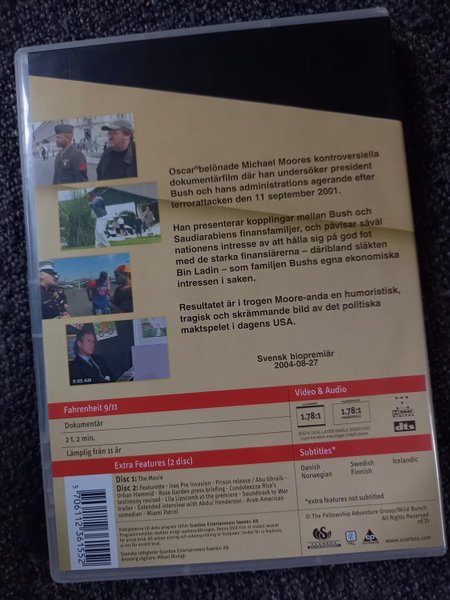 Oscar®belönade Michael Moores kontroversiella
dokumentärfilm där han undersöker president
Bush och hans administrations agerande efter
terrorattacken den 11 september 2001.
Han presenterar kopplingar mellan Bush och
Saudiarabiens finansfamiljer, och påvisar såväl
nationens intresse av att hålla sig på god fot
med de starka finansiärerna – däribland släkten
Bin Ladin – som familjen Bushs egna ekonomiska
intressen i saken.
Resultatet är i trogen Moore-anda en humoristisk,
tragisk och skrämmande bild av det politiska
maktspelet i dagens USA.
Svensk biopremiär
2004-08-27
9:05 AM
Fahrenheit 9/11
Dokumentär
2 t. 2 min.
Lämplig från 11 år
Extra Features (2 disc)
Disc 1: The Movie
Disc 2: Featurette - Iraq Pre Invasion - Prison release / Abu Ghraib -
Urban Hammid - Rose Garden press briefing - Condoleezza Rice's
testimony revised - Lila Lipscomb at the premiere - Soundtrack to War
trailer - Extended interview with Abdul Henderson - Arab-American
comedian - Miami Patrol
Video & Audio
1.78:1
1.78:1
dts
Subtitles*
Danish Swedish Icelandic
Norwegian Finnish
*extra features not subtitled
© The Fellowship Adventure Group/Wild Bunch
All Rights Reserved
www.scanbox.com
SCANBOX
5706112361552